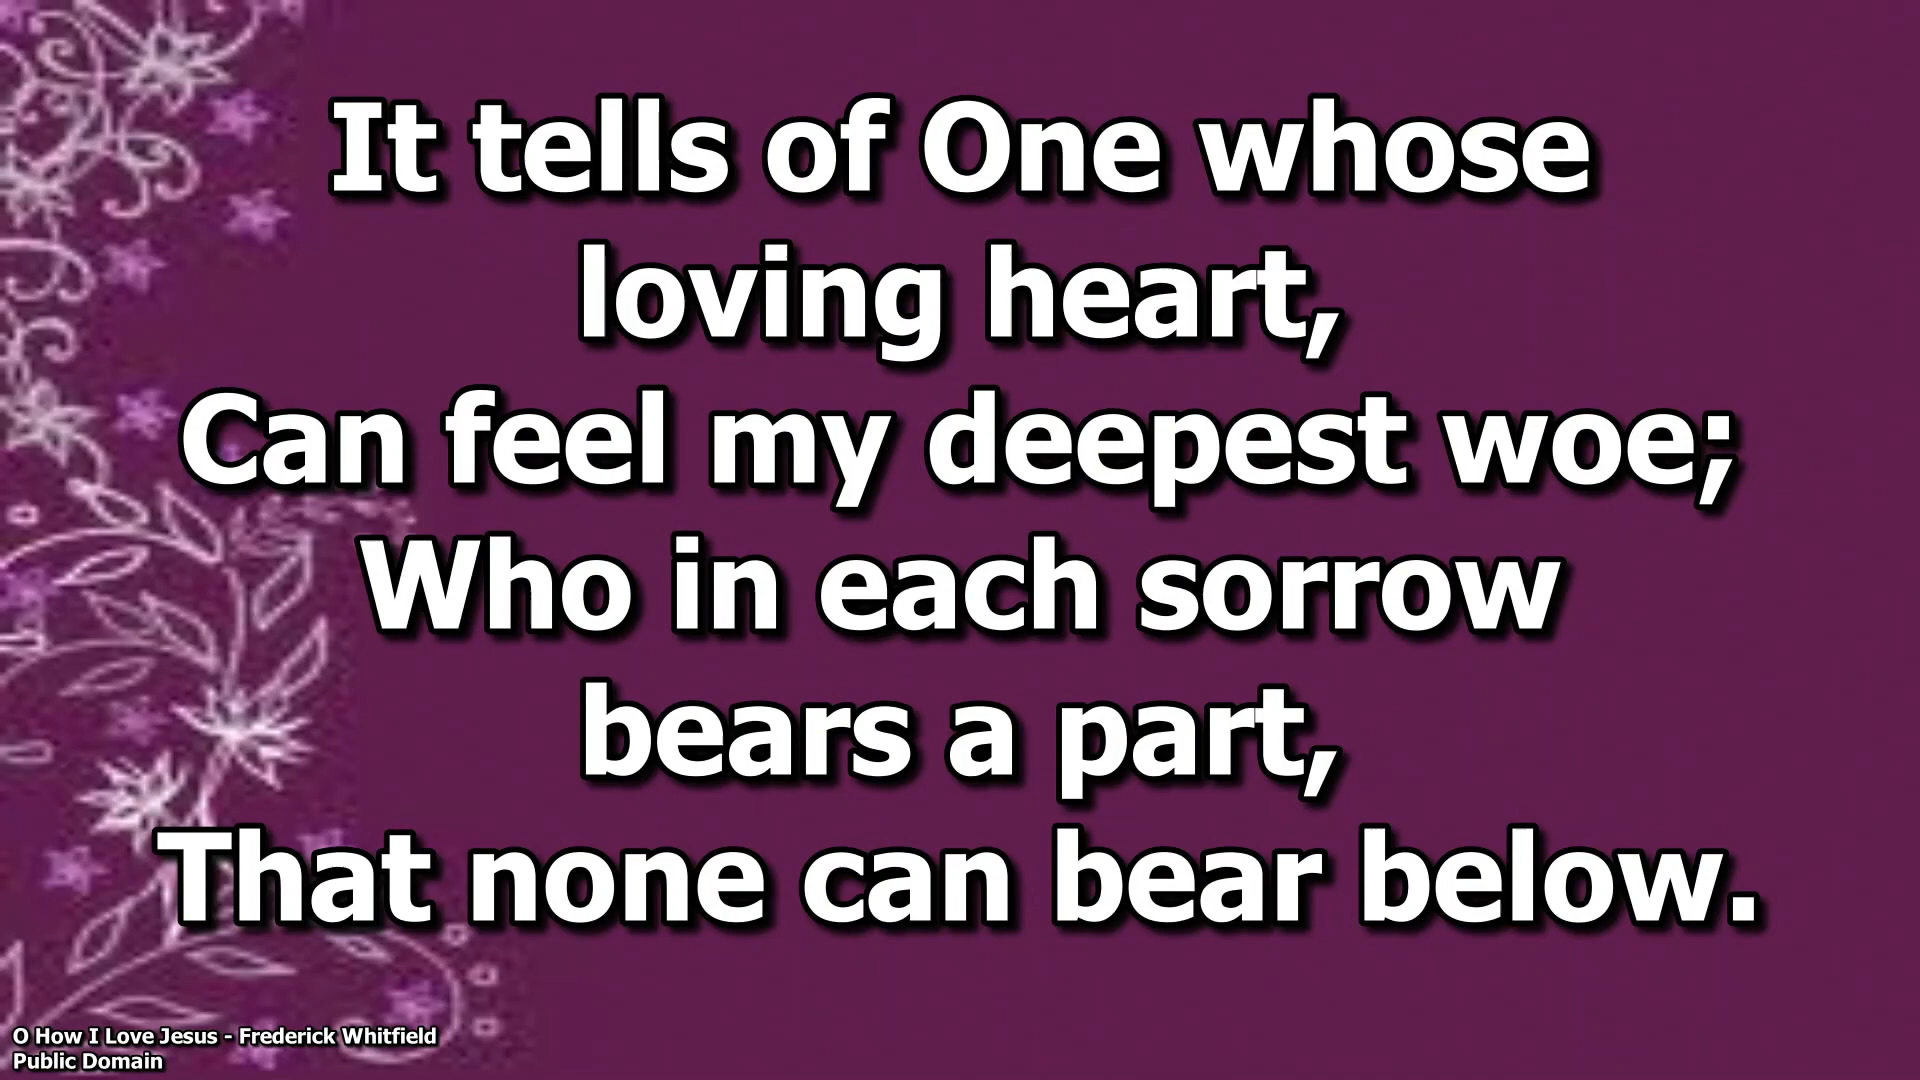 It tells of One whose
loving heart,
Can feel my deepest woe;
Who in each sorrow
bears a part,
That none can bear below.
O How I Love Jesus - Frederick Whitfield
Public Domain